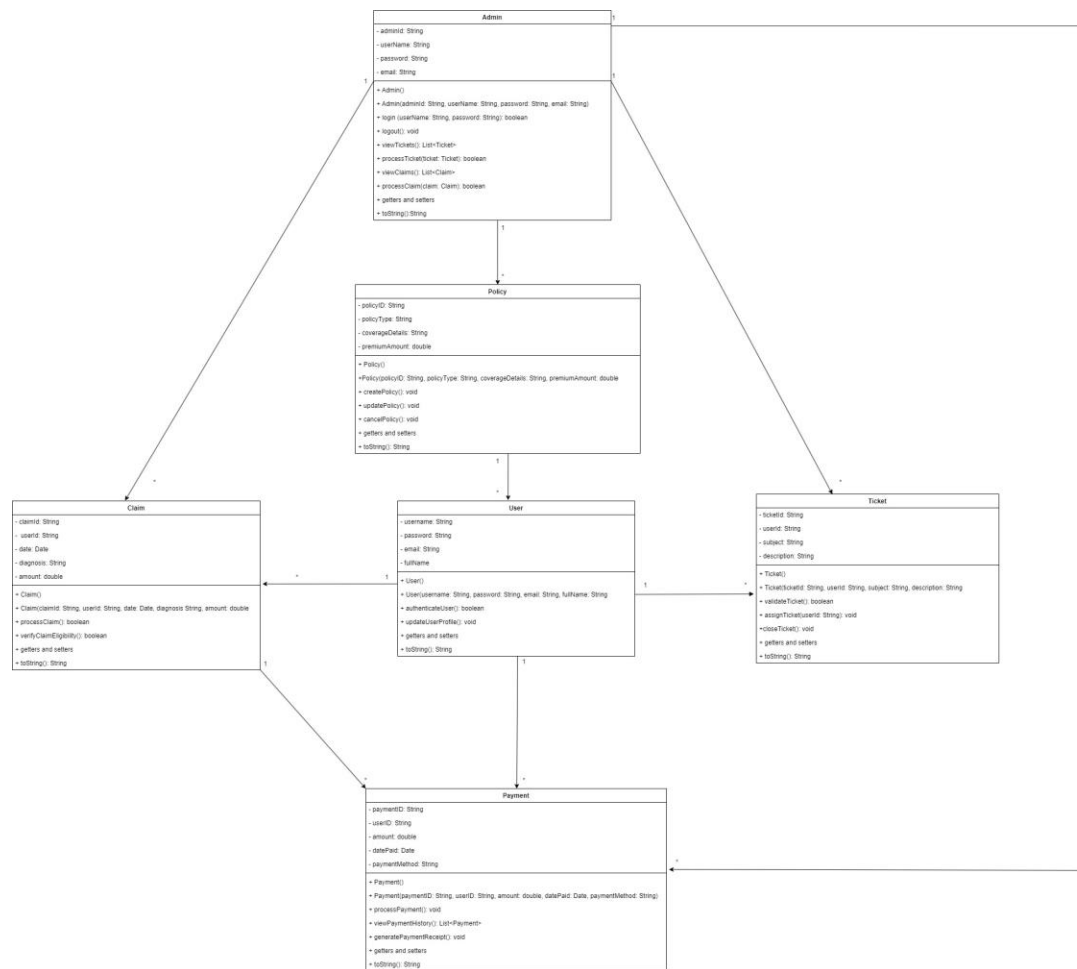 Admin
- adminId: String
- userName: String
- password: String
- email: String
+ Admin()
+ Admin(adminId: String, userName: String, password: String, email: String)
+ login (userName: String, password: String): boolean
+ logout(): void
+ viewTickets(): List<Ticket>
+ processTicket(ticket: Ticket): boolean
+ viewClaims(): List<Claim>
+ processClaim(claim: Claim): boolean
+ getters and setters
+ toString():String
1
1
1
1
*
Policy
- policyID: String
- policyType: String
- coverageDetails: String
- premiumAmount: double
+ Policy()
+Policy(policyID: String, policyType: String, coverageDetails: String, premiumAmount: double
+ createPolicy(): void
+ updatePolicy(): void
+ cancelPolicy(): void
+ getters and setters
+ toString(): String
1
*
*
*
Claim
- claimId: String
- userId: String
- date: Date
- diagnosis: String
- amount: double
+ Claim()
+ Claim(claimId: String, userId: String, date: Date, diagnosis String, amount: double
+ processClaim(): boolean
+ verifyClaimEligibility(): boolean
+ getters and setters
+ toString(): String
1
*
1
User
- username: String
- password: String
- email: String
- fullName
+ User()
+ User(username: String, password: String, email: String, fullName: String
+ authenticateUser(): boolean
+ updateUserProfile(): void
+ getters and setters
+ toString(): String
1
1
*
Ticket
- ticketId: String
- userId: String
- subject: String
- description: String
+ Ticket()
+ Ticket(ticketId: String, userId String, subject: String, description: String
+ validateTicket(): boolean
+ assignTicket(userId: String): void
+closeTicket(): void
+ getters and setters
+ toString(): String
*
*
*
Payment
- paymentID: String
- userID: String
- amount: double
- datePaid: Date
- paymentMethod: String
+ Payment()
+ Payment(paymentID: String, userID: String, amount: double, datePaid: Date, paymentMethod: String)
+ processPayment(): void
+ viewPaymentHistory(): List<Payment>
+ generatePaymentReceipt(): void
+ getters and setters
+ toString(): String